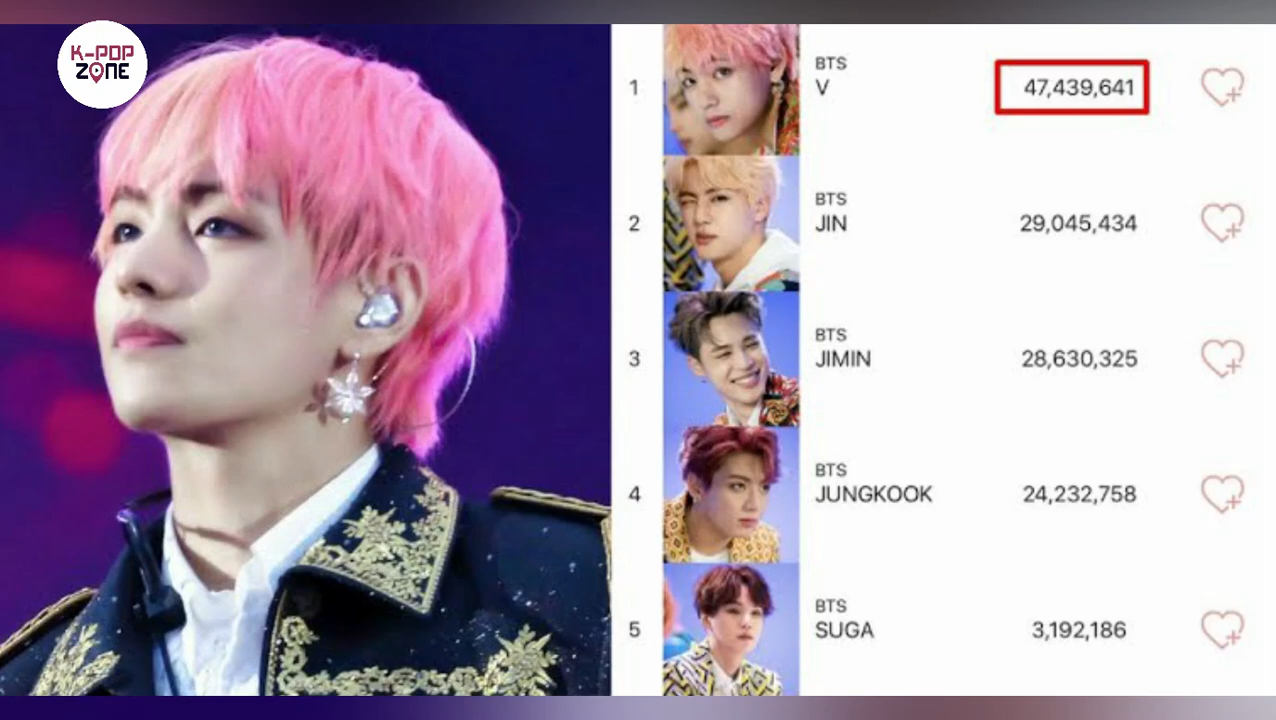 K-POP
ZONE
1
BTS
V
47,439,641
2
BTS
JIN
29,045,434
3
BTS
JIMIN
28,630,325
4
BTS
JUNGKOOK
24,232,758
5
BTS
SUGA
3,192,186